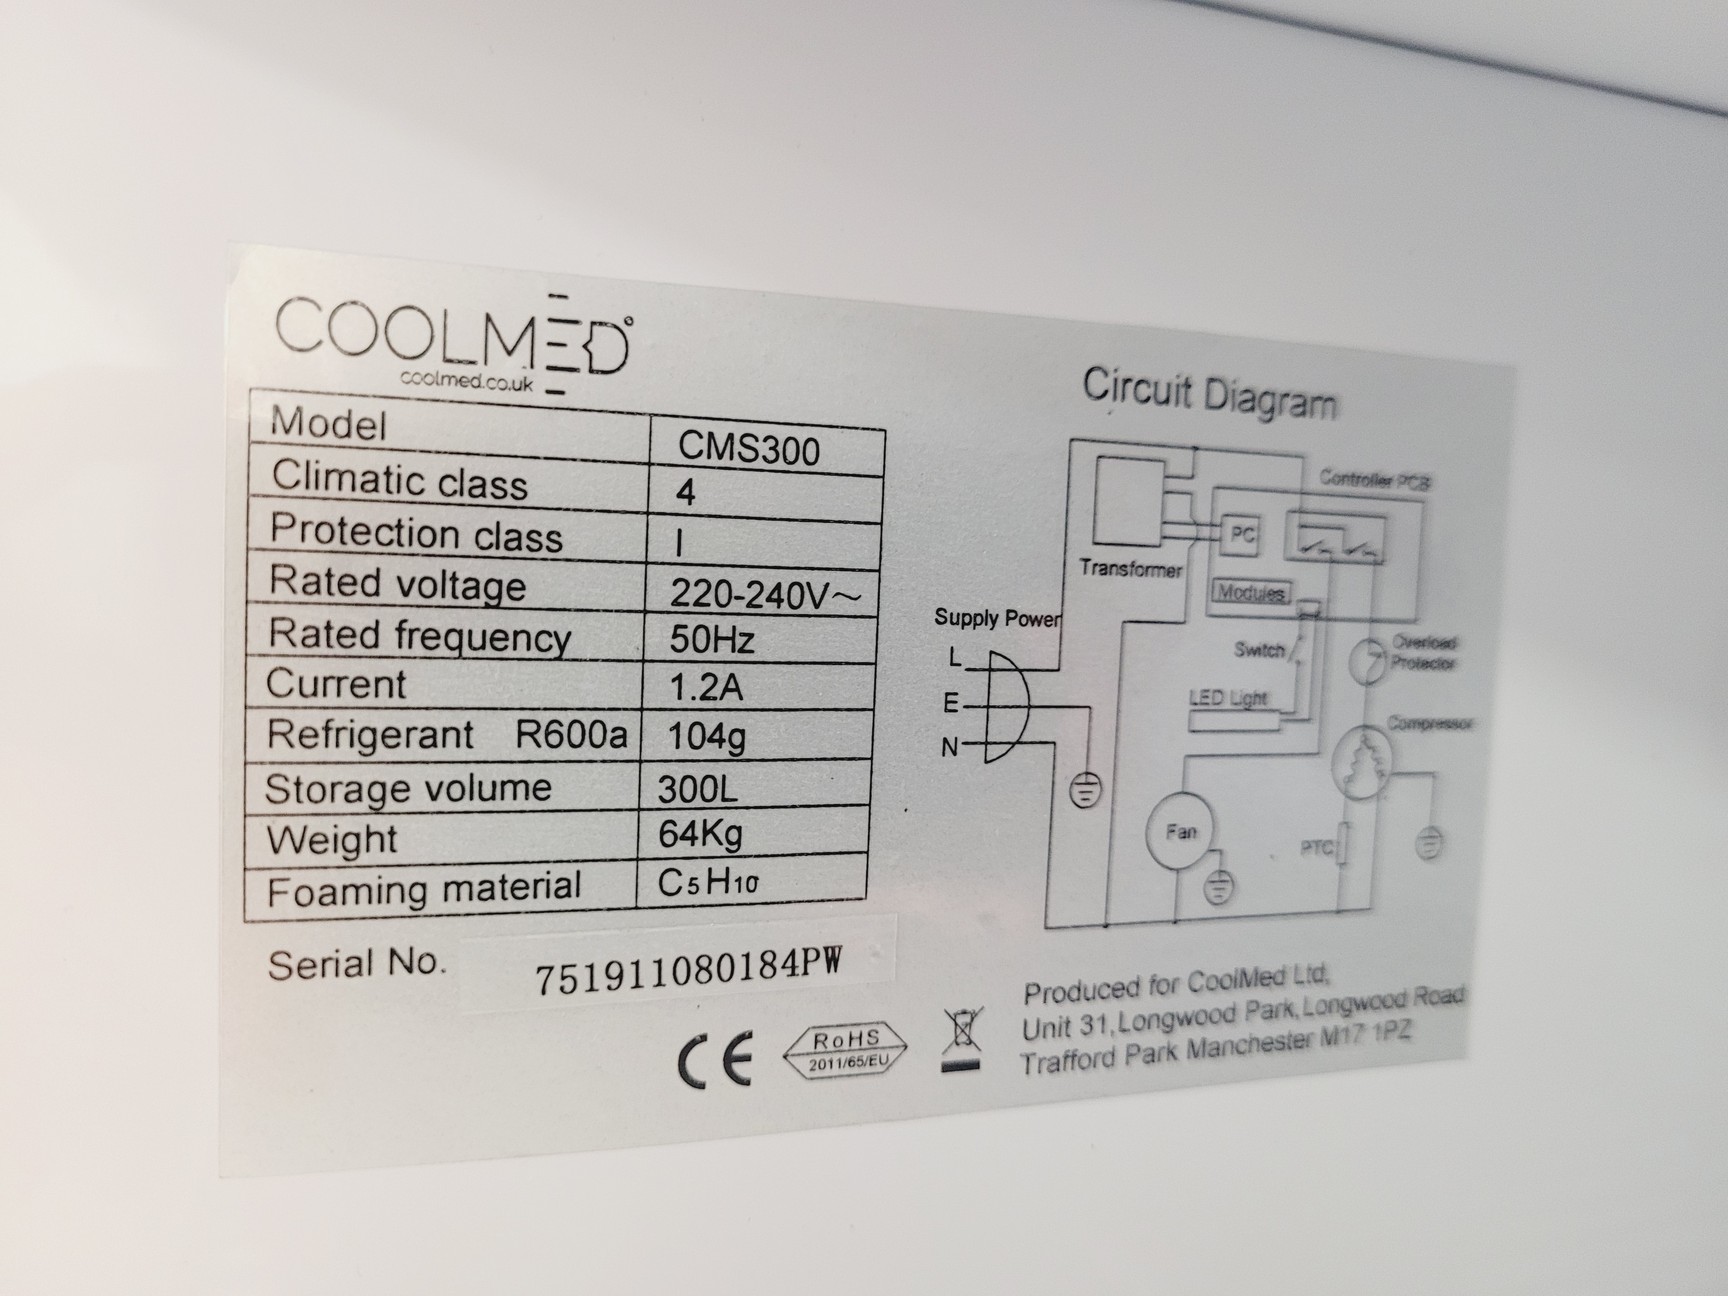 COOLMED°
coolmed.co.uk
Model CMS300
Climatic class 4
Protection class I
Rated voltage 220-240V~
Rated frequency 50Hz
Current 1.2A
Refrigerant R600a 104g
Storage volume 300L
Weight 64Kg
Foaming material C5H10
Serial No. 751911080184PW
CE
RoHS
2011/65/EU
Circuit Diagram
Controller PCB
PC
Transformer
Modules
Supply Power
L
E
N
Switch
Overload
Protector
LED Light
Compressor
Fan
PTC
Produced for CoolMed Ltd,
Unit 31,Longwood Park,Longwood Road
Trafford Park Manchester M17 1PZ